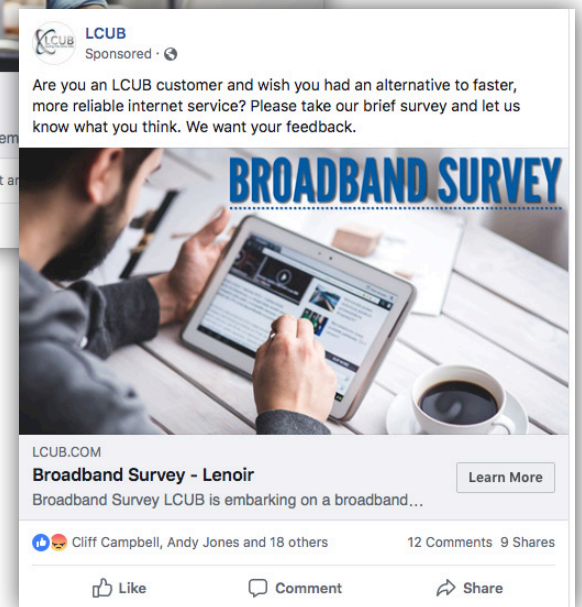 LCUB
LCUB
Sponsored ·
Are you an LCUB customer and wish you had an alternative to faster,
more reliable internet service? Please take our brief survey and let us
know what you think. We want your feedback.
BROADBAND SURVEY
LCUB.COM
Broadband Survey - Lenoir
Learn More
Broadband Survey LCUB is embarking on a broadband...
Cliff Campbell, Andy Jones and 18 others
12 Comments 9 Shares
Like
Comment
Share